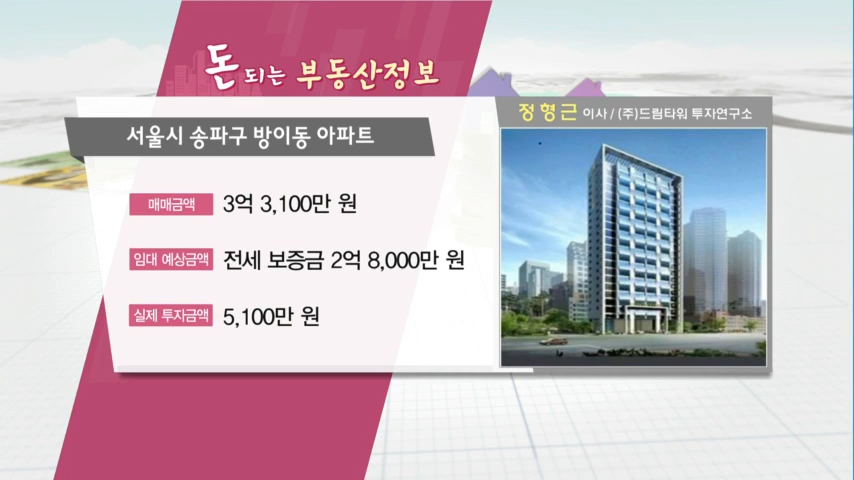 돈 되는 부동산정보
정형근 이사 / (주)드림타워 투자연구소
서울시 송파구 방이동 아파트
매매금액 3억 3,100만 원
임대 예상금액 전세 보증금 2억 8,000만 원
실제 투자금액 5,100만 원